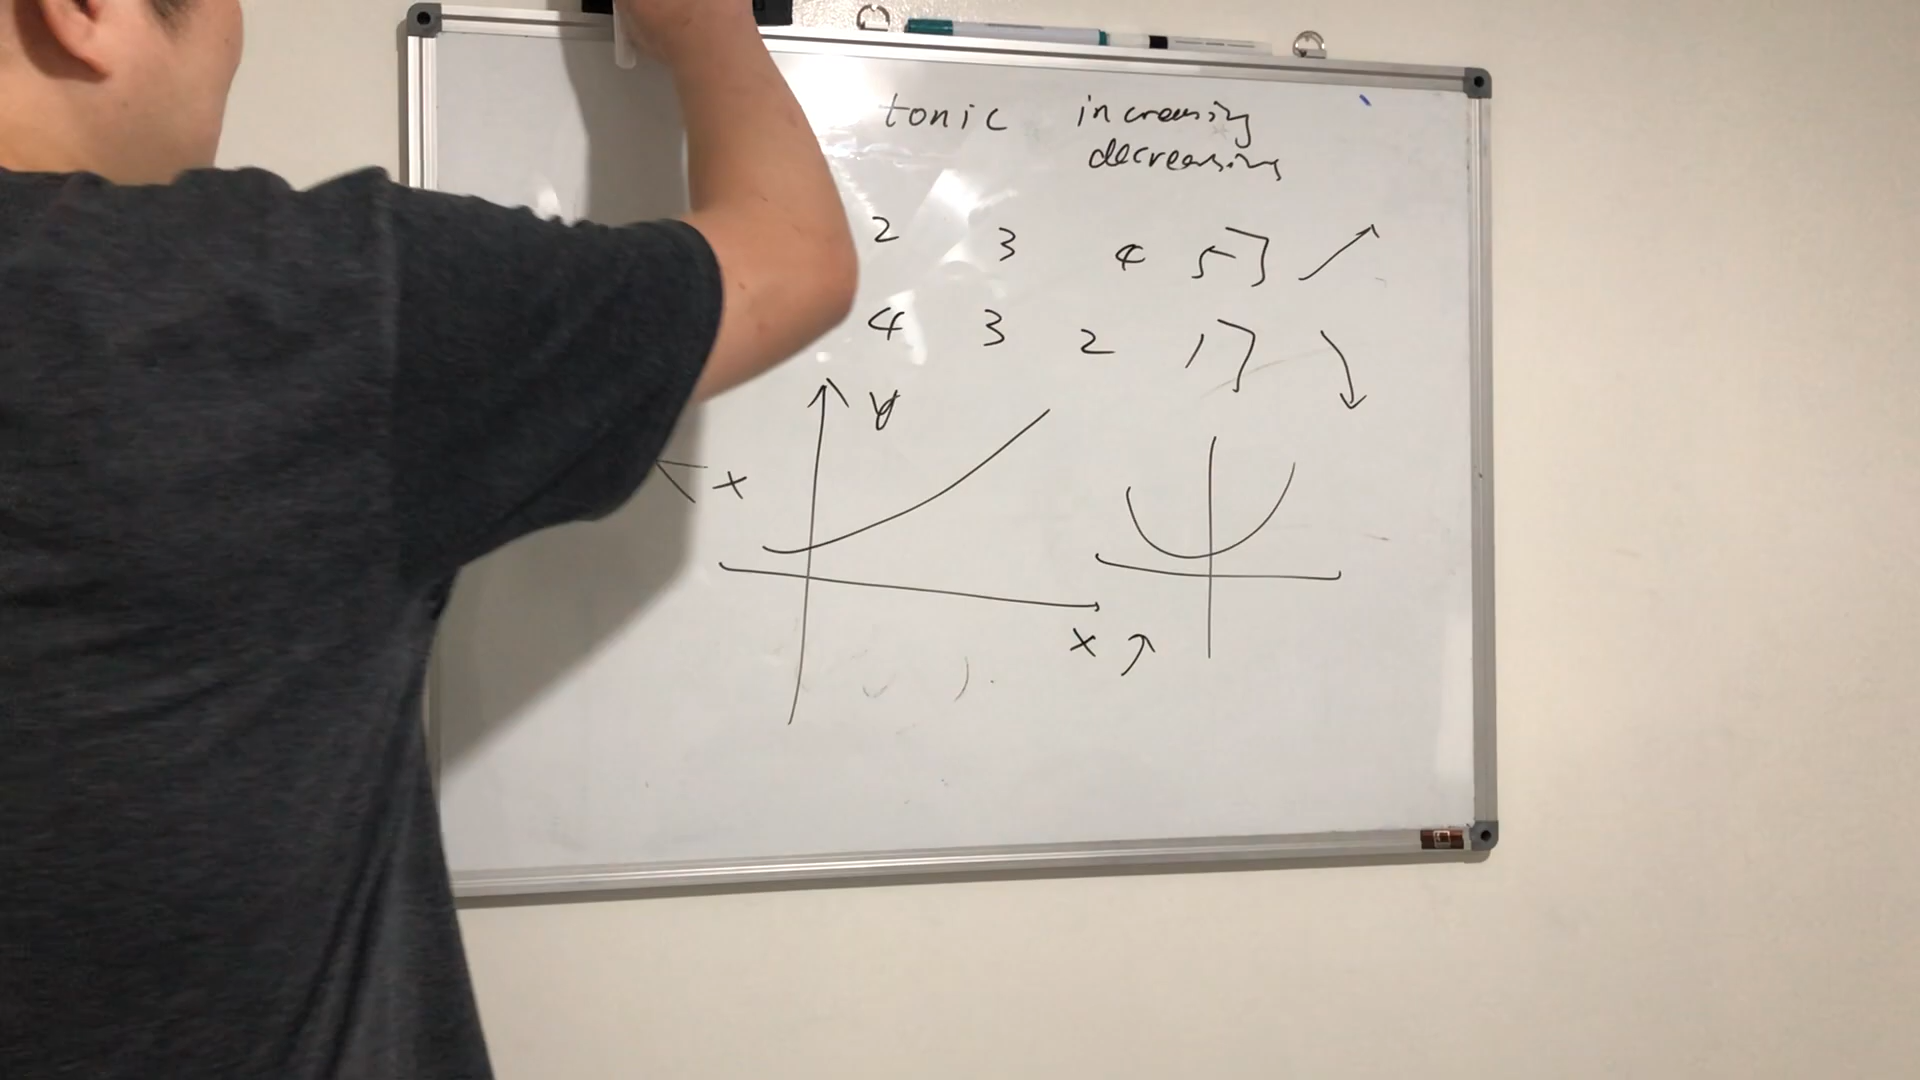 tonic increasing
decreasing
2 3 4 5]
4 3 2 1]
y
x
x